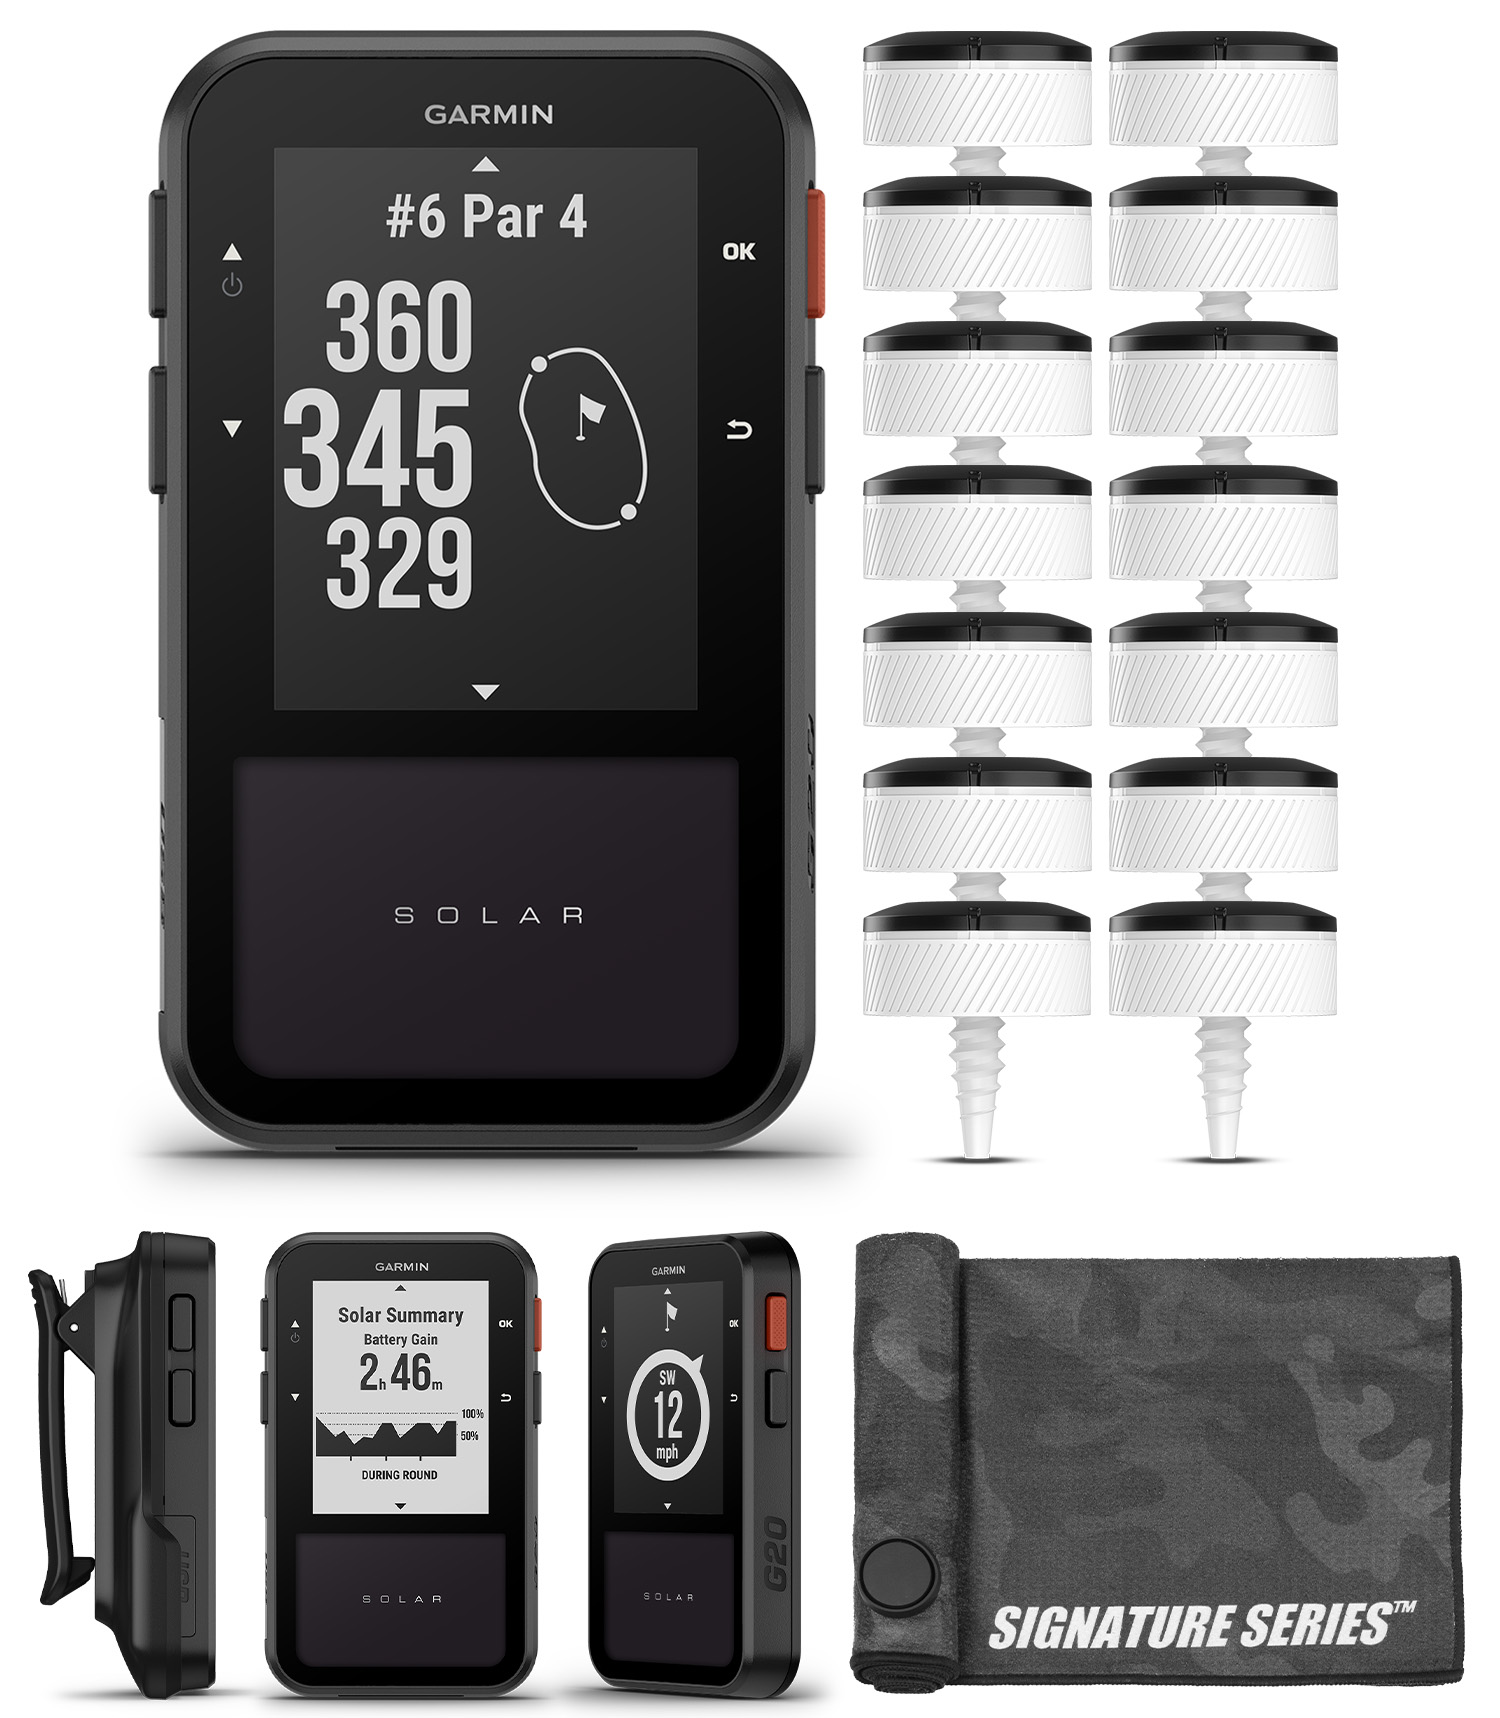 GARMIN
#6 Par 4
OK
360
345
329
SOLAR
GARMIN
Solar Summary
Battery Gain
2h 46m
100%
50%
DURING ROUND
OK
SOLAR
GARMIN
OK
SW
12
mph
SOLAR
G20
SIGNATURE SERIES™